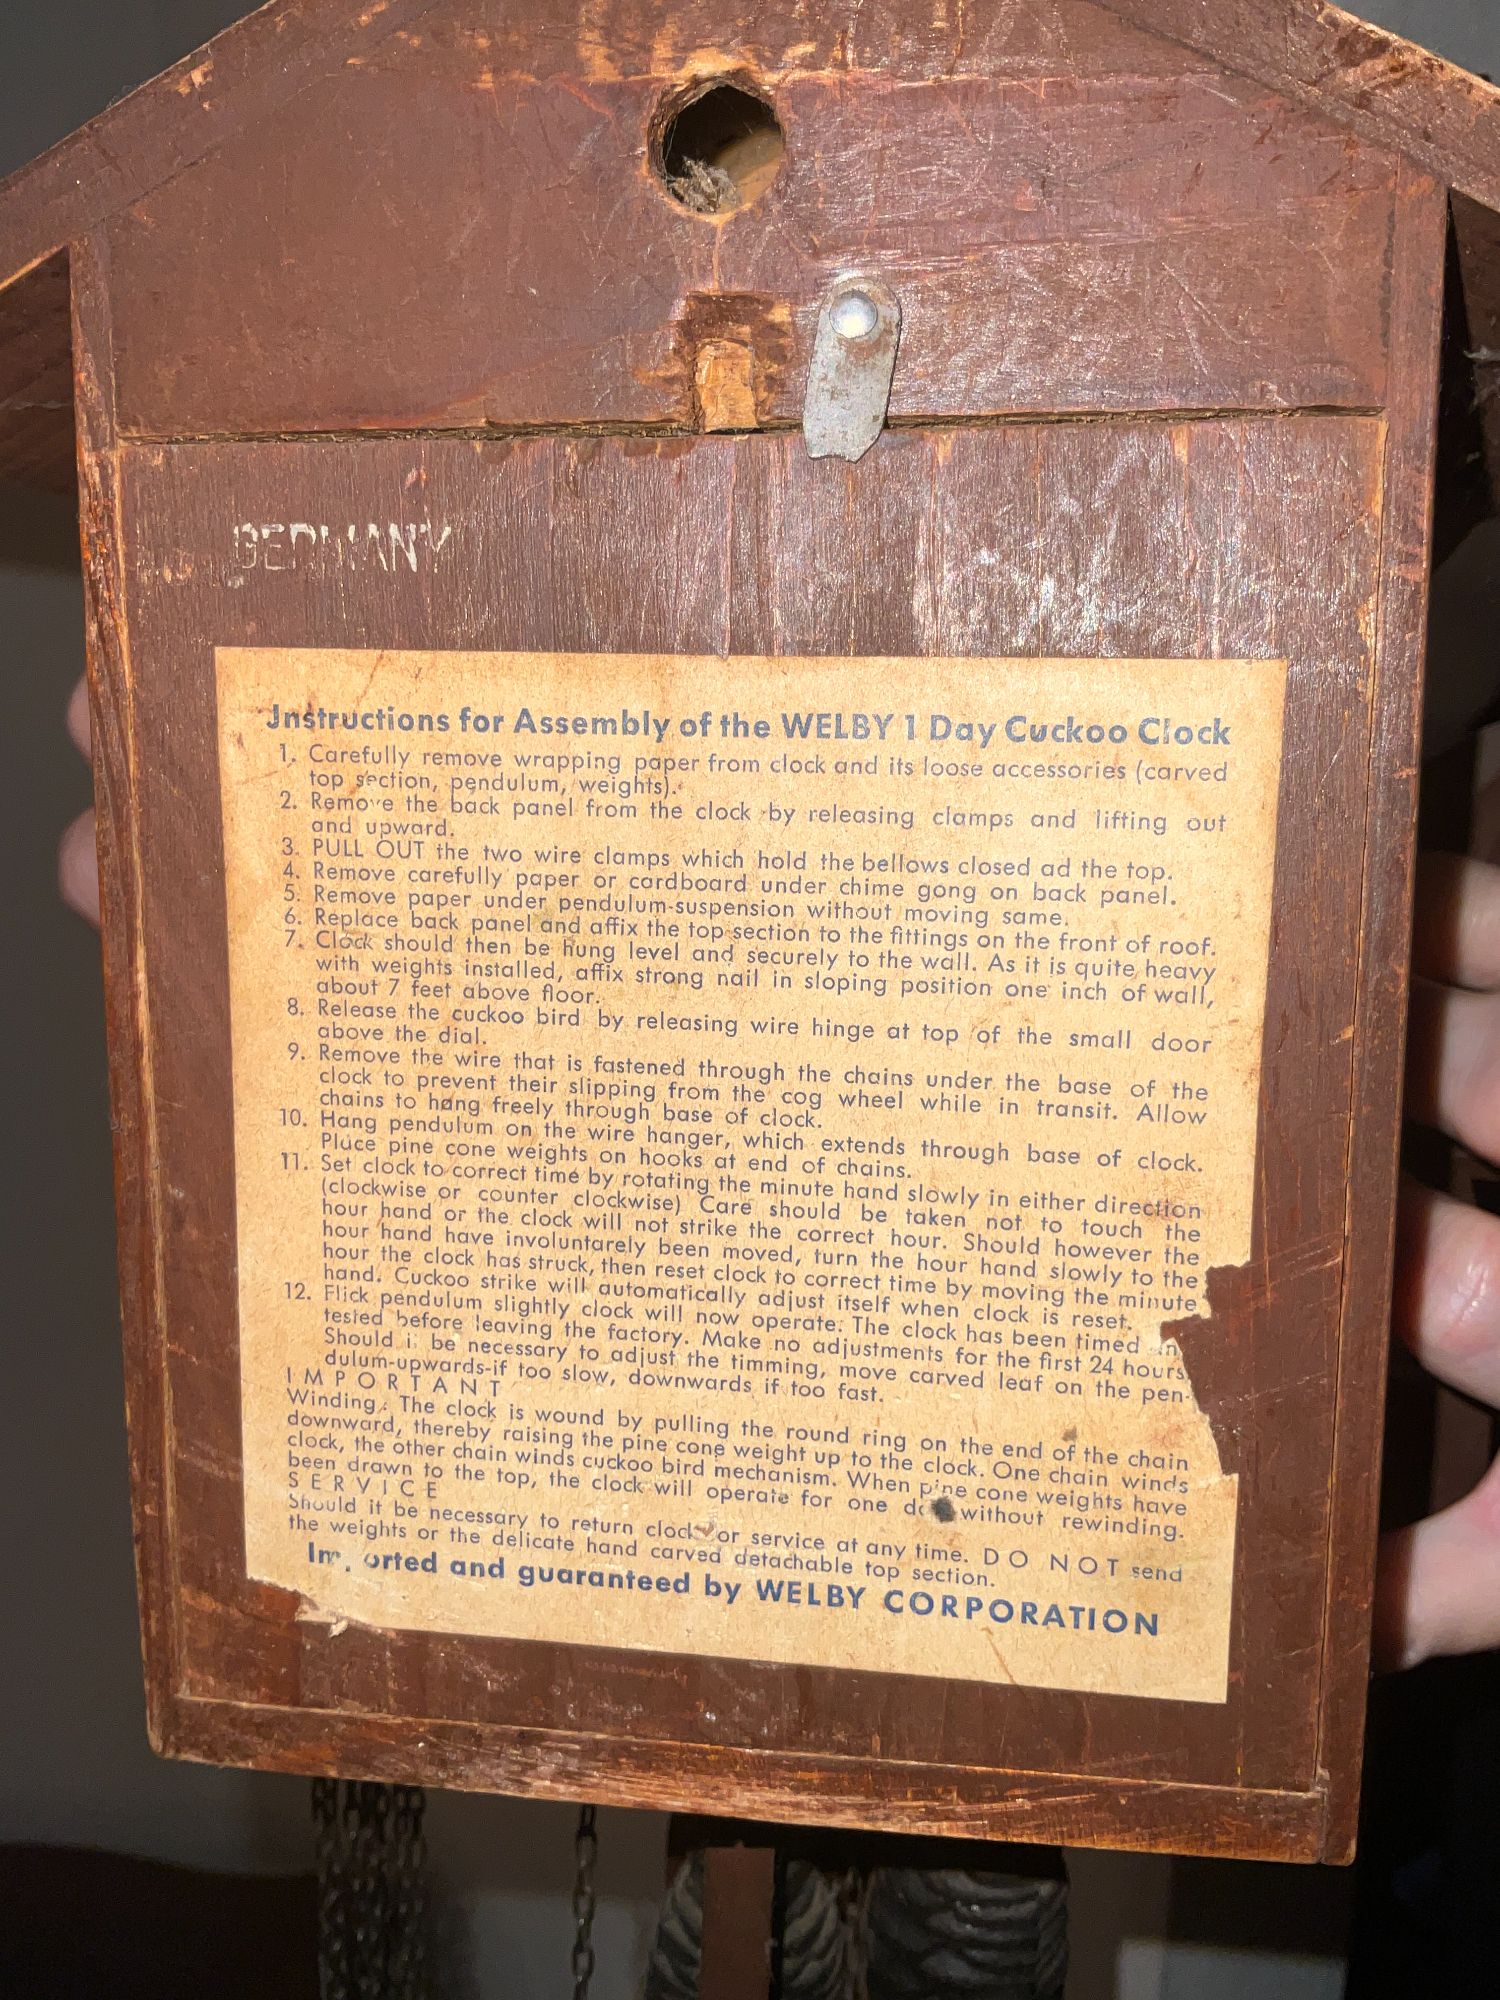 GERMANY
Jnstructions for Assembly of the WELBY 1 Day Cuckoo Clock
1. Carefully remove wrapping paper from clock and its loose accessories (carved
top section, pendulum, weights).
2. Remove the back panel from the clock by releasing clamps and lifting out
and upward.
3. PULL OUT the two wire clamps which hold the bellows closed ad the top.
4. Remove carefully paper or cardboard under chime gong on back panel.
5. Remove paper under pendulum-suspension without moving same.
6. Replace back panel and affix the top section to the fittings on the front of roof.
7. Clock should then be hung level and securely to the wall. As it is quite heavy
with weights installed, affix strong nail in sloping position one inch of wall,
about 7 feet above floor.
8. Release the cuckoo bird by releasing wire hinge at top of the small door
above the dial.
9. Remove the wire that is fastened through the chains under the base of the
clock to prevent their slipping from the cog wheel while in transit. Allow
chains to hang freely through base of clock.
10. Hang pendulum on the wire hanger, which extends through base of clock.
Place pine cone weights on hooks at end of chains.
11. Set clock to correct time by rotating the minute hand slowly in either direction
(clockwise or counter clockwise) Care should be taken not to touch the
hour hand or the clock will not strike the correct hour. Should however the
hour hand have involuntarely been moved, turn the hour hand slowly to the
hour the clock has struck, then reset clock to correct time by moving the minute
hand. Cuckoo strike will automatically adjust itself when clock is reset.
12. Flick pendulum slightly clock will now operate. The clock has been timed
tested before leaving the factory. Make no adjustments for the first 24 hours
Should it be necessary to adjust the timming, move carved leaf on the pen-
dulum-upwards-if too slow, downwards if too fast.
IMPORTANT
Winding: The clock is wound by pulling the round ring on the end of the chain
downward, thereby raising the pine cone weight up to the clock. One chain winds
clock, the other chain winds cuckoo bird mechanism. When pine cone weights have
been drawn to the top, the clock will operate for one day without rewinding.
SERVICE
Should it be necessary to return clock for service at any time. DO NOT send
the weights or the delicate hand carved detachable top section.
Imported and guaranteed by WELBY CORPORATION